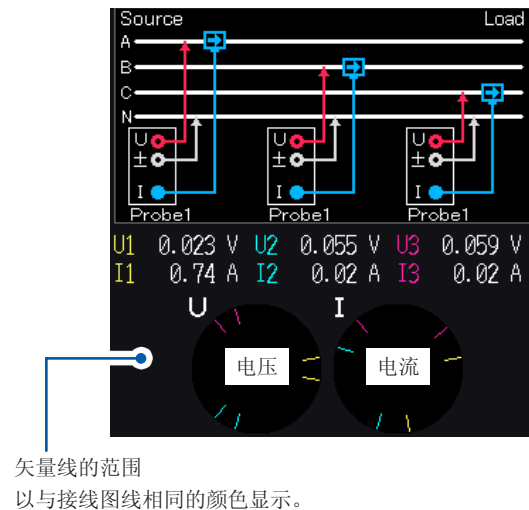 Source Load
A
B
C
N
U U U
± ± ±
I I I
Probe1 Probe1 Probe1
U1 0.023 V U2 0.055 V U3 0.059 V
I1 0.74 A I2 0.02 A I3 0.02 A
U I
电压 电流
矢量线的范围
以与接线图线相同的颜色显示。